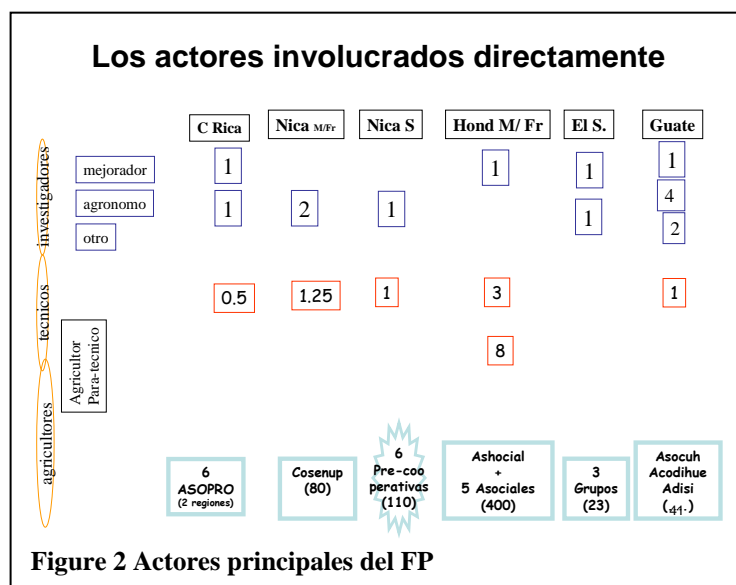 Los actores involucrados directamente
C Rica
Nica M/Fr
Nica S
Hond M/ Fr
El S.
Guate
investigadores
mejorador
1
1
1
1
agronomo
1
2
1
1
4
otro
2
tecnicos
0.5
1.25
1
3
1
Agricultor
Para-tecnico
8
agricultores
6
ASOPRO
(2 regiones)
Cosenup
(80)
6
Pre-coo
perativas
(110)
Ashocial
+
5 Asociales
(400)
3
Grupos
(23)
Asocuh
Acodihue
Adisi
Figure 2 Actores principales del FP